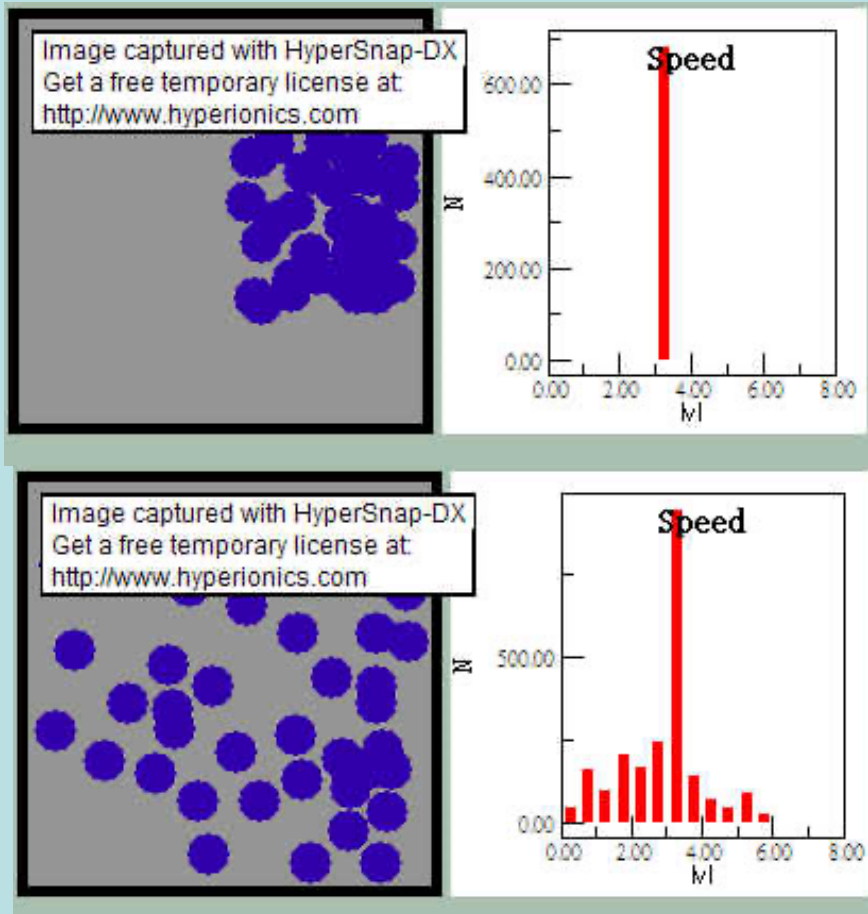 Image captured with HyperSnap-DX
Get a free temporary license at:
http://www.hyperionics.com
Speed
600.00
400.00
200.00
0.00
N
0.00 2.00 4.00 6.00 8.00
lvl
Image captured with HyperSnap-DX
Get a free temporary license at:
http://www.hyperionics.com
Speed
500.00
0.00
N
0.00 2.00 4.00 6.00 8.00
lvl